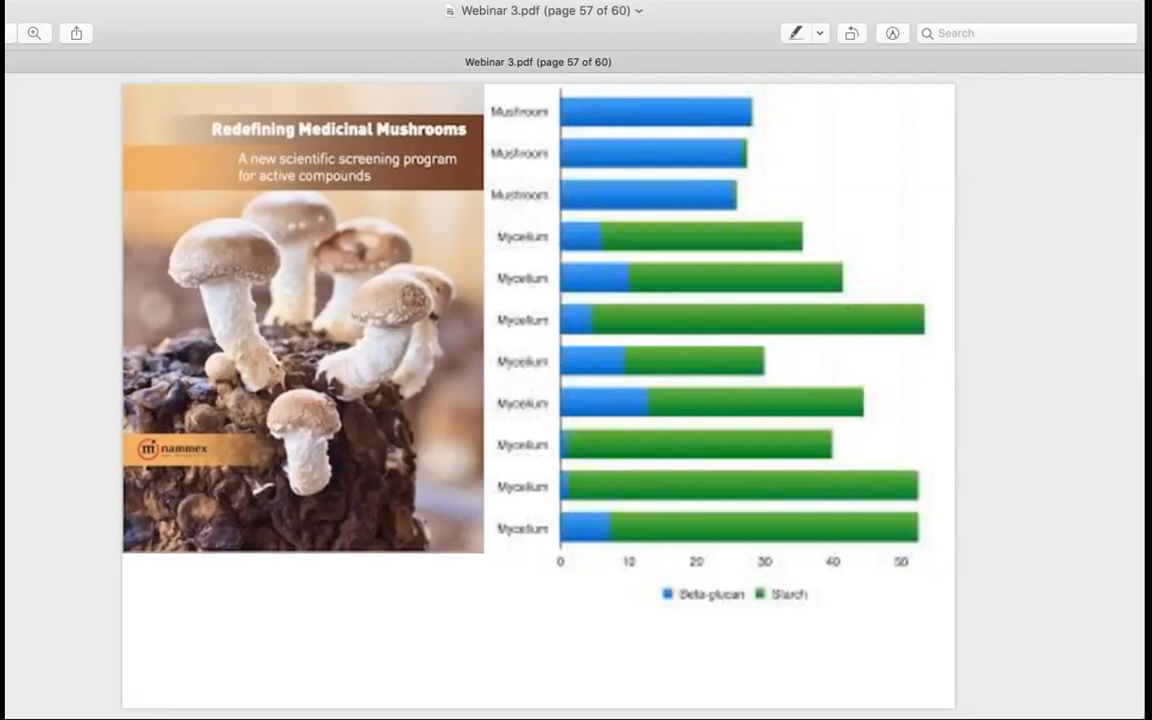 Webinar 3.pdf (page 57 of 60)
Search
Webinar 3.pdf (page 57 of 60)
Redefining Medicinal Mushrooms
A new scientific screening program
for active compounds
nammex
Mushroom
Mushroom
Mushroom
Mycelium
Mycelium
Mycelium
Mycelium
Mycelium
Mycelium
Mycelium
Mycelium
0 10 20 30 40 50
Beta-glucan Starch